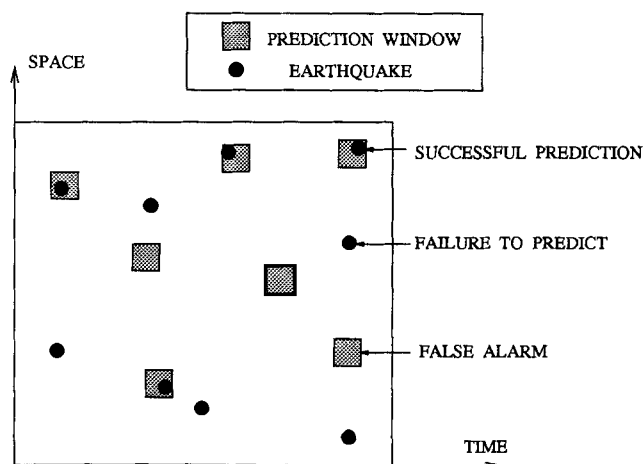 PREDICTION WINDOW
EARTHQUAKE
SPACE
SUCCESSFUL PREDICTION
FAILURE TO PREDICT
FALSE ALARM
TIME